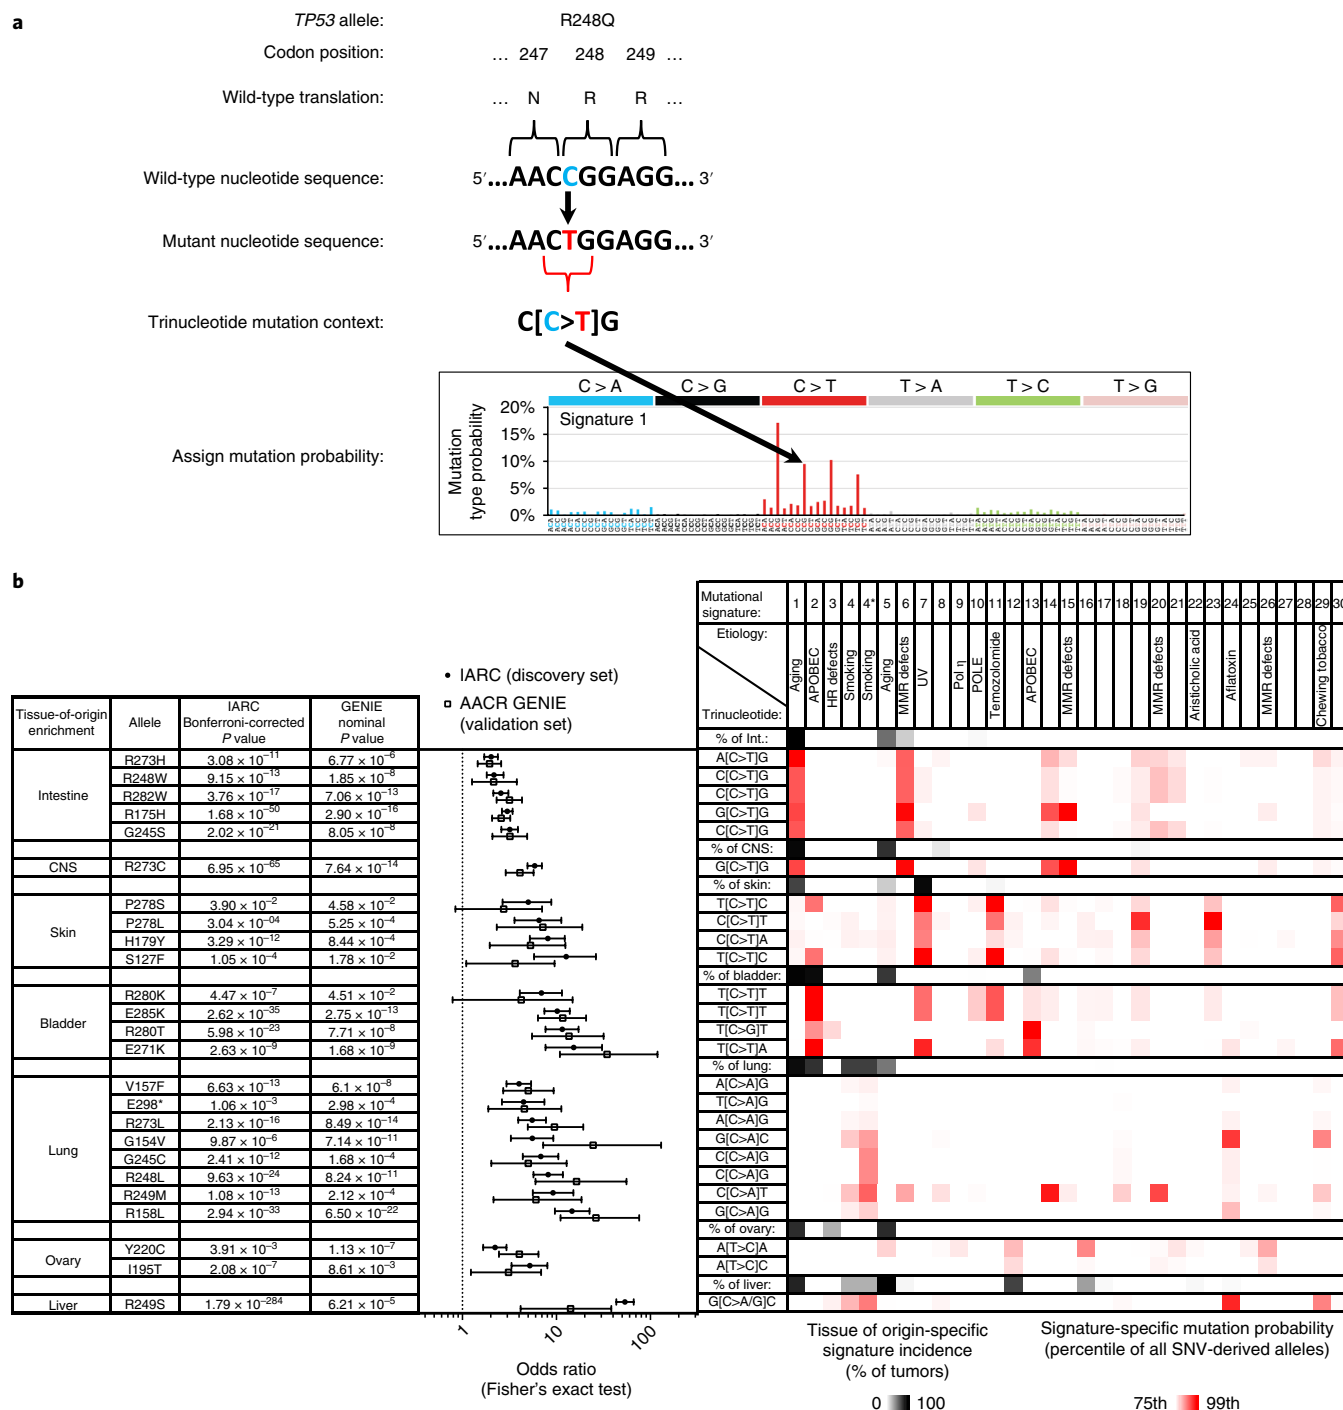 a
TP53 allele: R248Q
Codon position: … 247 248 249 …
Wild-type translation: … N R R …
Wild-type nucleotide sequence: 5′…AACCGGAGG… 3′
Mutant nucleotide sequence: 5′…AACTGGAGG… 3′
Trinucleotide mutation context: C[C>T]G
Assign mutation probability:
C > A C > G C > T T > A T > C T > G
Signature 1
Mutation type probability
20%
15%
10%
5%
0%
b
IARC (discovery set)
AACR GENIE (validation set)
Tissue-of-origin enrichment Allele IARC Bonferroni-corrected P value GENIE nominal P value
Intestine
R273H 3.08 × 10–11 6.77 × 10–6
R248W 9.15 × 10–13 1.85 × 10–8
R282W 3.76 × 10–17 7.06 × 10–13
R175H 1.68 × 10–50 2.90 × 10–16
G245S 2.02 × 10–21 8.05 × 10–8
CNS R273C 6.95 × 10–65 7.64 × 10–14
Skin
P278S 3.90 × 10–2 4.58 × 10–2
P278L 3.04 × 10–04 5.25 × 10–4
H179Y 3.29 × 10–12 8.44 × 10–4
S127F 1.05 × 10–4 1.78 × 10–2
Bladder
R280K 4.47 × 10–7 4.51 × 10–2
E285K 2.62 × 10–35 2.75 × 10–13
R280T 5.98 × 10–23 7.71 × 10–8
E271K 2.63 × 10–9 1.68 × 10–9
Lung
V157F 6.63 × 10–13 6.1 × 10–8
E298* 1.06 × 10–3 2.98 × 10–4
R273L 2.13 × 10–16 8.49 × 10–14
G154V 9.87 × 10–6 7.14 × 10–11
G245C 2.41 × 10–12 1.68 × 10–4
R248L 9.63 × 10–24 8.24 × 10–11
R249M 1.08 × 10–13 2.12 × 10–4
R158L 2.94 × 10–33 6.50 × 10–22
Ovary
Y220C 3.91 × 10–3 1.13 × 10–7
I195T 2.08 × 10–7 8.61 × 10–3
Liver R249S 1.79 × 10–284 6.21 × 10–5
1 10 100
Odds ratio
(Fisher's exact test)
Mutational signature: 1 2 3 4 4* 5 6 7 8 9 10 11 12 13 14 15 16 17 18 19 20 21 22 23 24 25 26 27 28 29 30
Etiology:
Aging
APOBEC
HR defects
Smoking
Smoking
Aging
MMR defects
UV
Pol η
POLE
Temozolomide
APOBEC
MMR defects
MMR defects
Aristicholic acid
Aflatoxin
MMR defects
Chewing tobacco
Trinucleotide:
% of Int.:
A[C>T]G
C[C>T]G
C[C>T]G
G[C>T]G
C[C>T]G
% of CNS:
G[C>T]G
% of skin:
T[C>T]C
C[C>T]T
C[C>T]A
T[C>T]C
% of bladder:
T[C>T]T
T[C>T]T
T[C>G]T
T[C>T]A
% of lung:
A[C>A]G
T[C>A]G
A[C>A]G
G[C>A]C
C[C>A]G
C[C>A]G
C[C>A]T
G[C>A]G
% of ovary:
A[T>C]A
A[T>C]C
% of liver:
G[C>A/G]C
Tissue of origin-specific
signature incidence
(% of tumors)
0 100
Signature-specific mutation probability
(percentile of all SNV-derived alleles)
75th 99th